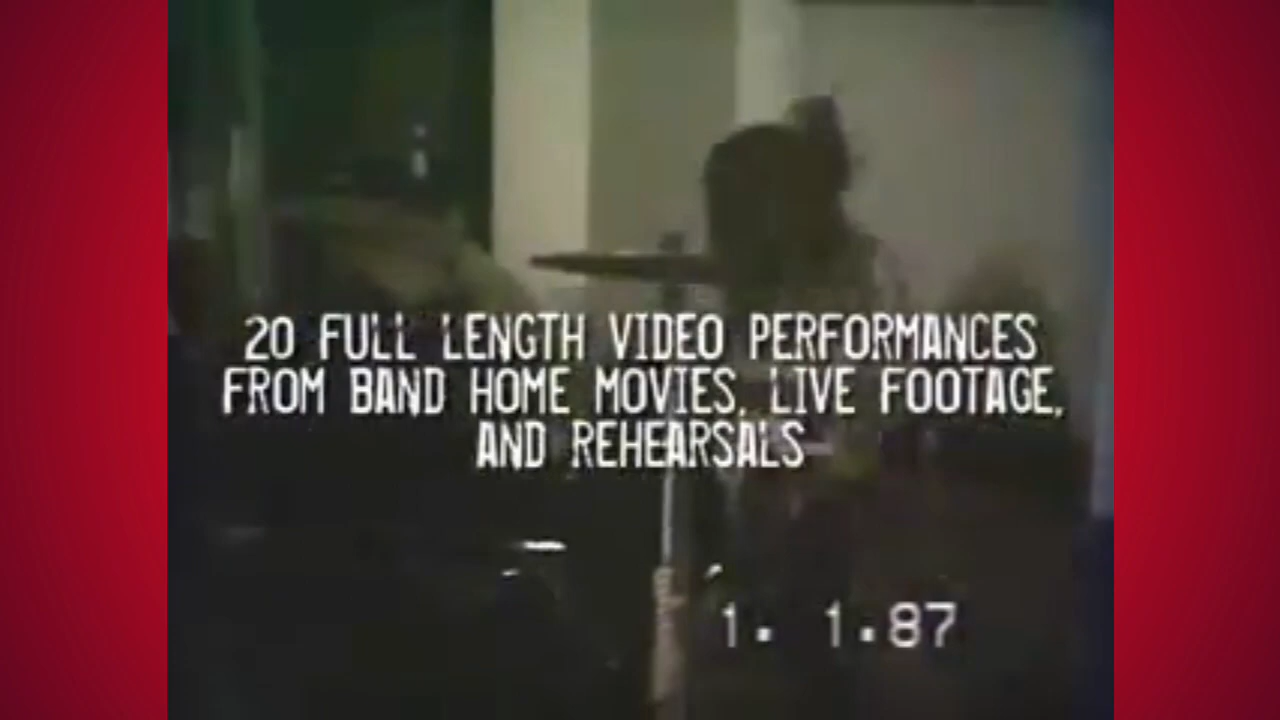 20 FULL LENGTH VIDEO PERFORMANCES
FROM BAND HOME MOVIES, LIVE FOOTAGE,
AND REHEARSALS
1. 1.87